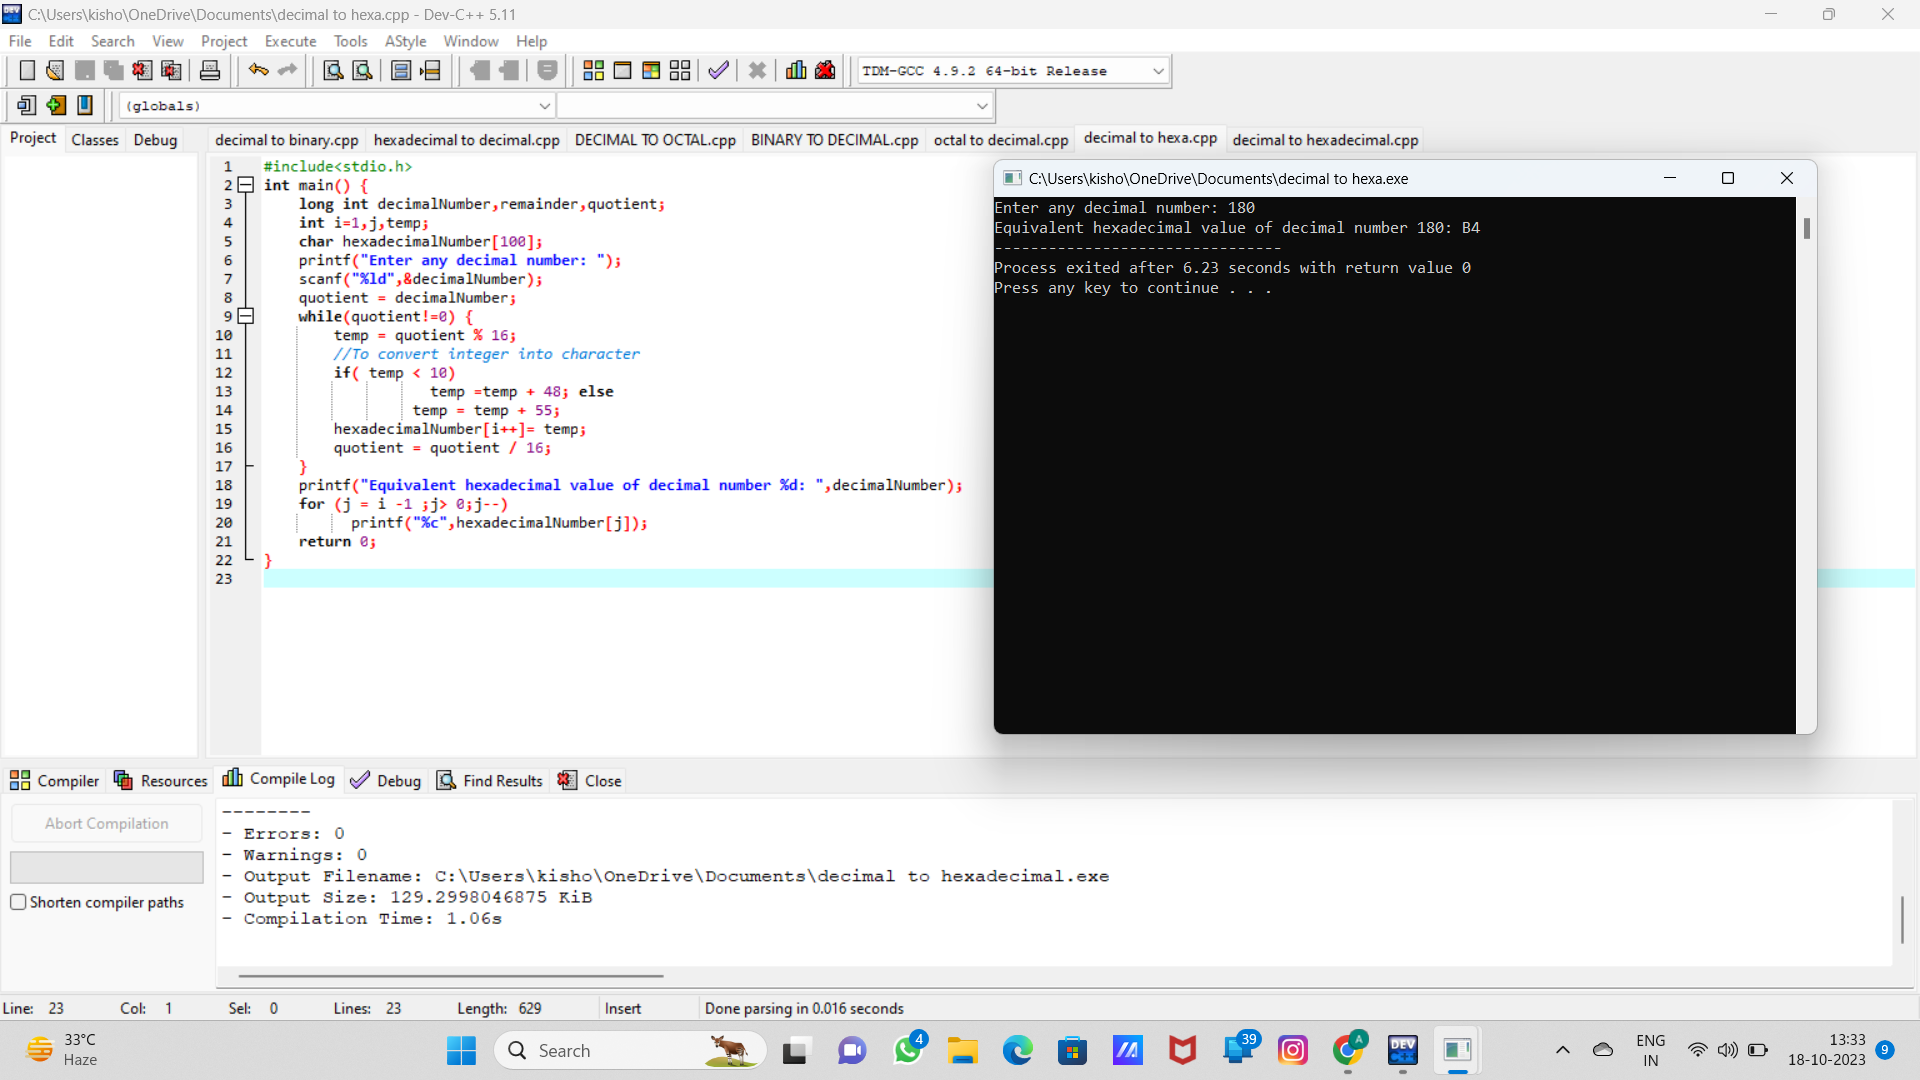 C:\Users\kisho\OneDrive\Documents\decimal to hexa.cpp - Dev-C++ 5.11
File Edit Search View Project Execute Tools AStyle Window Help
TDM-GCC 4.9.2 64-bit Release
(globals)
Project Classes Debug
decimal to binary.cpp hexadecimal to decimal.cpp DECIMAL TO OCTAL.cpp BINARY TO DECIMAL.cpp octal to decimal.cpp decimal to hexa.cpp decimal to hexadecimal.cpp
1 #include<stdio.h>
2 int main() {
3 long int decimalNumber,remainder,quotient;
4 int i=1,j,temp;
5 char hexadecimalNumber[100];
6 printf("Enter any decimal number: ");
7 scanf("%ld",&decimalNumber);
8 quotient = decimalNumber;
9 while(quotient!=0) {
10 temp = quotient % 16;
11 //To convert integer into character
12 if( temp < 10)
13 temp =temp + 48; else
14 temp = temp + 55;
15 hexadecimalNumber[i++]= temp;
16 quotient = quotient / 16;
17 }
18 printf("Equivalent hexadecimal value of decimal number %d: ",decimalNumber);
19 for (j = i -1 ;j> 0;j--)
20 printf("%c",hexadecimalNumber[j]);
21 return 0;
22 }
23
C:\Users\kisho\OneDrive\Documents\decimal to hexa.exe
Enter any decimal number: 180
Equivalent hexadecimal value of decimal number 180: B4
--------------------------------
Process exited after 6.23 seconds with return value 0
Press any key to continue . . .
Compiler Resources Compile Log Debug Find Results Close
Abort Compilation
Shorten compiler paths
--------
- Errors: 0
- Warnings: 0
- Output Filename: C:\Users\kisho\OneDrive\Documents\decimal to hexadecimal.exe
- Output Size: 129.2998046875 KiB
- Compilation Time: 1.06s
Line: 23 Col: 1 Sel: 0 Lines: 23 Length: 629 Insert Done parsing in 0.016 seconds
33°C
Haze
Search
4
39
A
DEV
C++
ENG
IN
13:33
18-10-2023
9